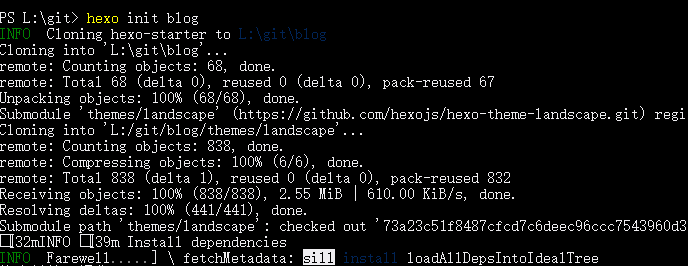 PS L:\git> hexo init blog
INFO  Cloning hexo-starter to L:\git\blog
Cloning into 'L:\git\blog'...
remote: Counting objects: 68, done.
remote: Total 68 (delta 0), reused 0 (delta 0), pack-reused 67
Unpacking objects: 100% (68/68), done.
Submodule 'themes/landscape' (https://github.com/hexojs/hexo-theme-landscape.git) regi
Cloning into 'L:/git/blog/themes/landscape'...
remote: Counting objects: 838, done.
remote: Compressing objects: 100% (6/6), done.
remote: Total 838 (delta 1), reused 0 (delta 0), pack-reused 832
Receiving objects: 100% (838/838), 2.55 MiB | 610.00 KiB/s, done.
Resolving deltas: 100% (441/441), done.
Submodule path 'themes/landscape': checked out '73a23c51f8487cfcd7c6deec96ccc7543960d3
□[32mINFO □[39m Install dependencies
INFO  Farewell.....] \ fetchMetadata: sill install loadAllDepsIntoIdealTree